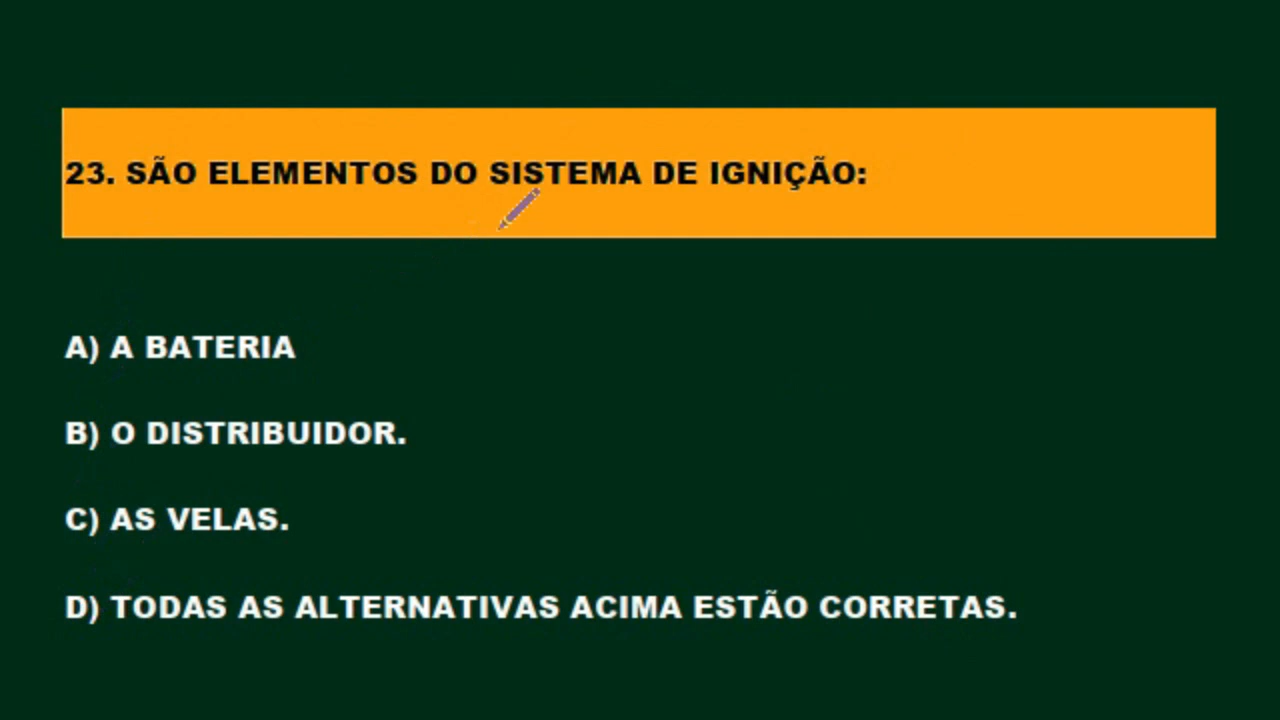 23. SÃO ELEMENTOS DO SISTEMA DE IGNIÇÃO:
A) A BATERIA
B) O DISTRIBUIDOR.
C) AS VELAS.
D) TODAS AS ALTERNATIVAS ACIMA ESTÃO CORRETAS.